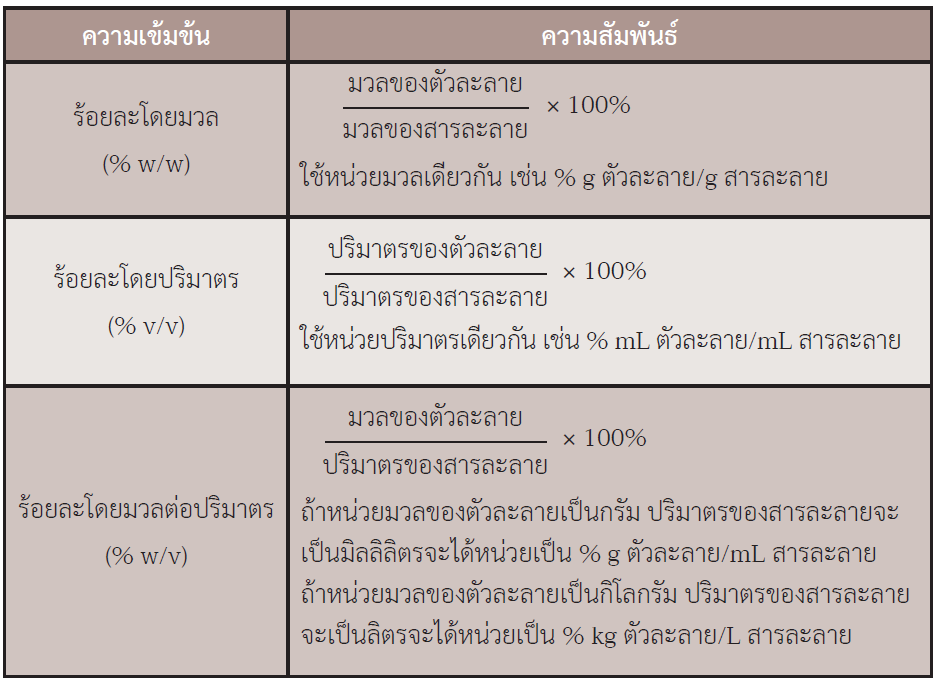 ความเข้มข้น
ความสัมพันธ์
ร้อยละโดยมวล
(% w/w)
มวลของตัวละลาย
มวลของสารละลาย
× 100%
ใช้หน่วยมวลเดียวกัน เช่น % g ตัวละลาย/g สารละลาย
ร้อยละโดยปริมาตร
(% v/v)
ปริมาตรของตัวละลาย
ปริมาตรของสารละลาย
× 100%
ใช้หน่วยปริมาตรเดียวกัน เช่น % mL ตัวละลาย/mL สารละลาย
ร้อยละโดยมวลต่อปริมาตร
(% w/v)
มวลของตัวละลาย
ปริมาตรของสารละลาย
× 100%
ถ้าหน่วยมวลของตัวละลายเป็นกรัม ปริมาตรของสารละลายจะ
เป็นมิลลิลิตรจะได้หน่วยเป็น % g ตัวละลาย/mL สารละลาย
ถ้าหน่วยมวลของตัวละลายเป็นกิโลกรัม ปริมาตรของสารละลาย
จะเป็นลิตรจะได้หน่วยเป็น % kg ตัวละลาย/L สารละลาย